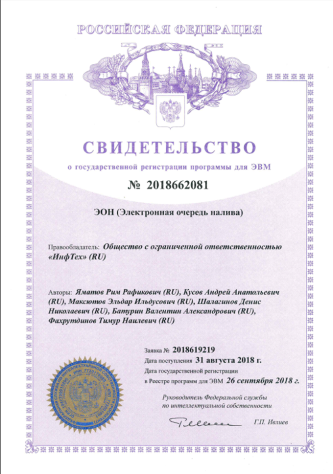 РОССИЙСКАЯ ФЕДЕРАЦИЯ
СВИДЕТЕЛЬСТВО
о государственной регистрации программы для ЭВМ
№ 2018662081
ЭОН (Электронная очередь налива)
Правообладатель: Общество с ограниченной ответственностью
«ИнфТех» (RU)
Авторы: Яматов Рим Рафикович (RU), Кусов Андрей Анатольевич
(RU), Максютов Эльдар Ильдусович (RU), Шалагинов Денис
Николаевич (RU), Батурин Валентин Александрович (RU),
Фахрутдинов Тимур Наилевич (RU)
Заявка № 2018619219
Дата поступления 31 августа 2018 г.
Дата государственной регистрации
в Реестре программ для ЭВМ 26 сентября 2018 г.
Руководитель Федеральной службы
по интеллектуальной собственности
Г.П. Ивлиев